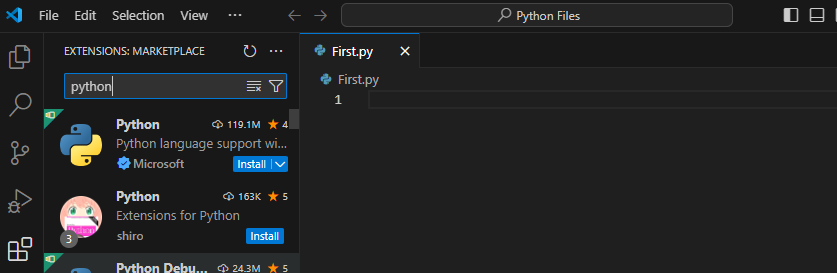 File Edit Selection View ··· Python Files
EXTENSIONS: MARKETPLACE ···
First.py
python
First.py
1
Python 119.1M ★ 4
Python language support wi...
Microsoft Install
Python 163K ★ 5
Extensions for Python
3 shiro Install
Python Debu... 24.3M ★ 5